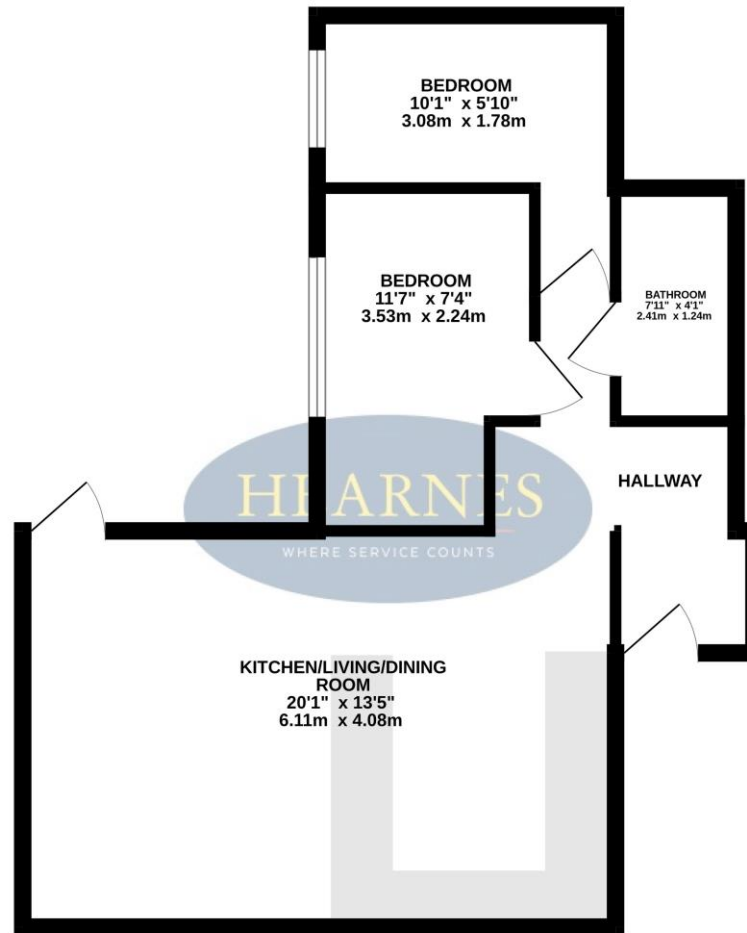 BEDROOM
10'1" x 5'10"
3.08m x 1.78m
BEDROOM
11'7" x 7'4"
3.53m x 2.24m
BATHROOM
7'11" x 4'1"
2.41m x 1.24m
HALLWAY
HEARNES
WHERE SERVICE COUNTS
KITCHEN/LIVING/DINING
ROOM
20'1" x 13'5"
6.11m x 4.08m